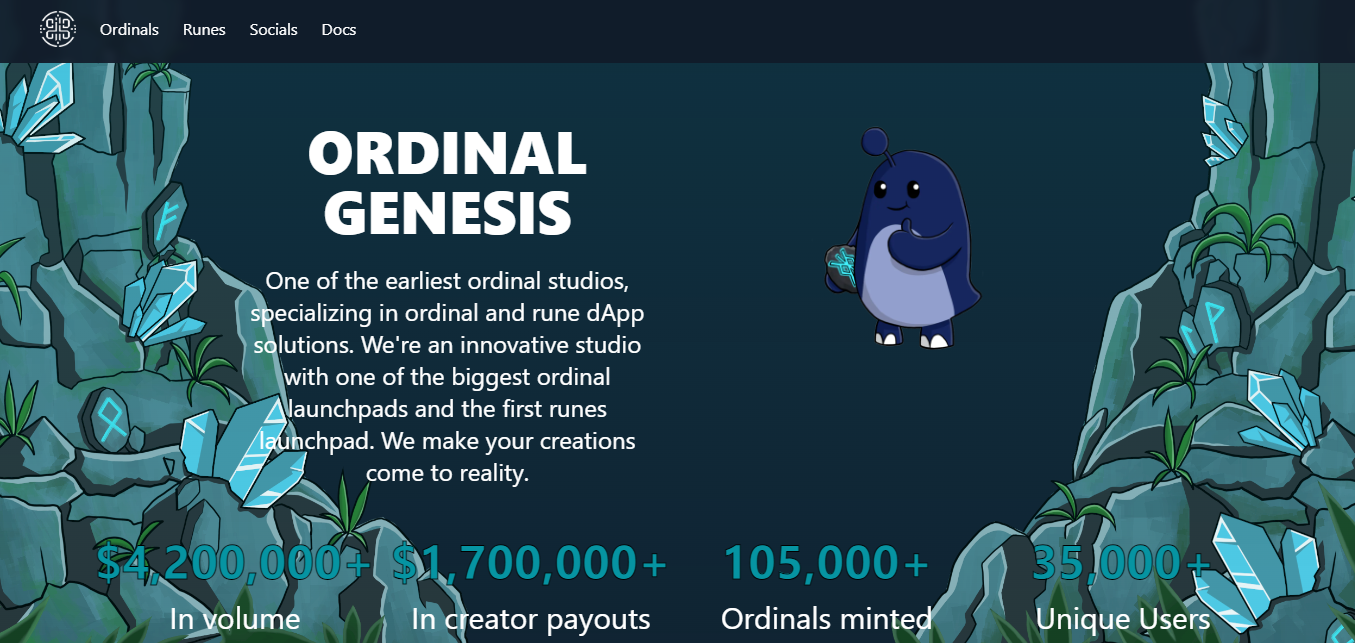 Ordinals Runes Socials Docs
ORDINAL
GENESIS
One of the earliest ordinal studios,
specializing in ordinal and rune dApp
solutions. We're an innovative studio
with one of the biggest ordinal
launchpads and the first runes
launchpad. We make your creations
come to reality.
$4,200,000+ $1,700,000+ 105,000+ 35,000+
In volume In creator payouts Ordinals minted Unique Users